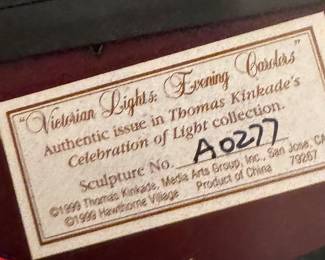 "Victorian Lights: Evening Carolers"
Authentic issue in Thomas Kinkade's
Celebration of Light collection.
Sculpture No. A0277
©1999 Thomas Kinkade, Media Arts Group, Inc., San Jose, CA
©1999 Hawthorne Village Product of China 79267